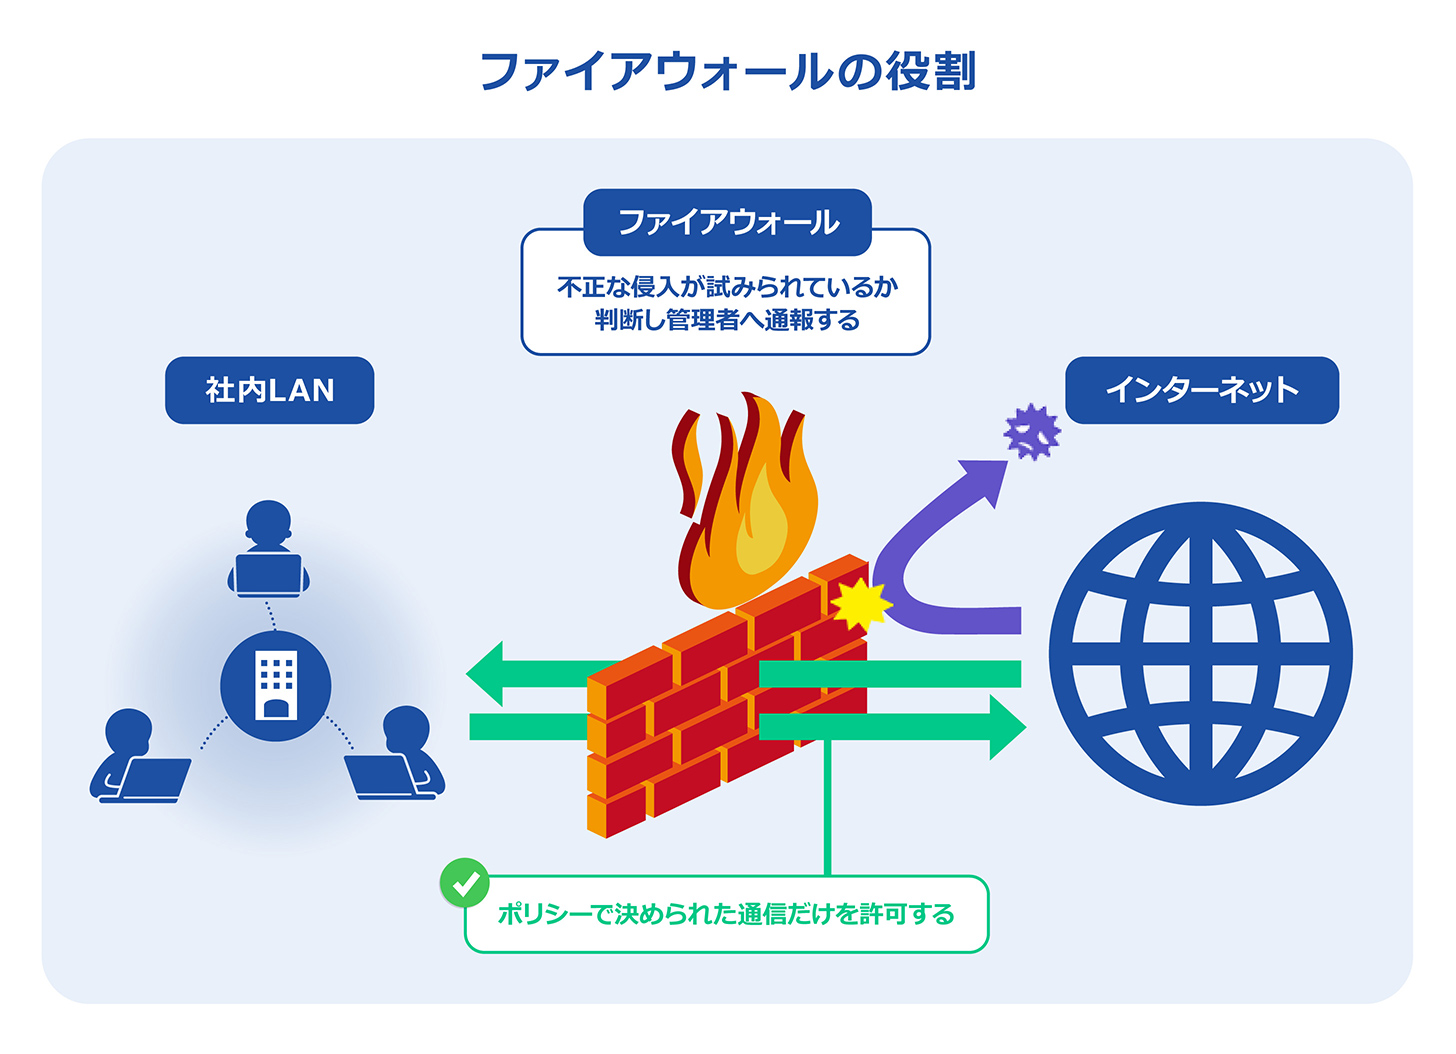 ファイアウォールの役割
ファイアウォール
不正な侵入が試みられているか
判断し管理者へ通報する
社内LAN
インターネット
ポリシーで決められた通信だけを許可する